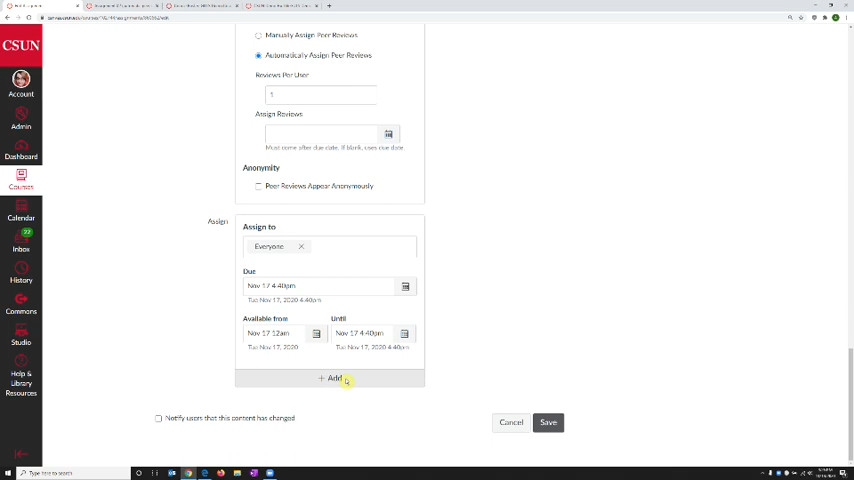 Manually Assign Peer Reviews
CSUN
Automatically Assign Peer Reviews
Reviews Per User
1
Account
Assign Reviews
Admin
Must come after due date. If blank, uses due date.
Dashboard
Anonymity
Courses
Peer Reviews Appear Anonymously
Calendar
Assign
Assign to
22
Inbox
Everyone
Due
History
Nov 17 4:40pm
Tue Nov 17, 2020 4:40pm
Commons
Available from
Until
Nov 17 12am
Nov 17 4:40pm
Studio
Tue Nov 17, 2020
Tue Nov 17, 2020 4:40pm
Help &
Library
Resources
+ Add
Notify users that this content has changed
Cancel
Save
Type here to search